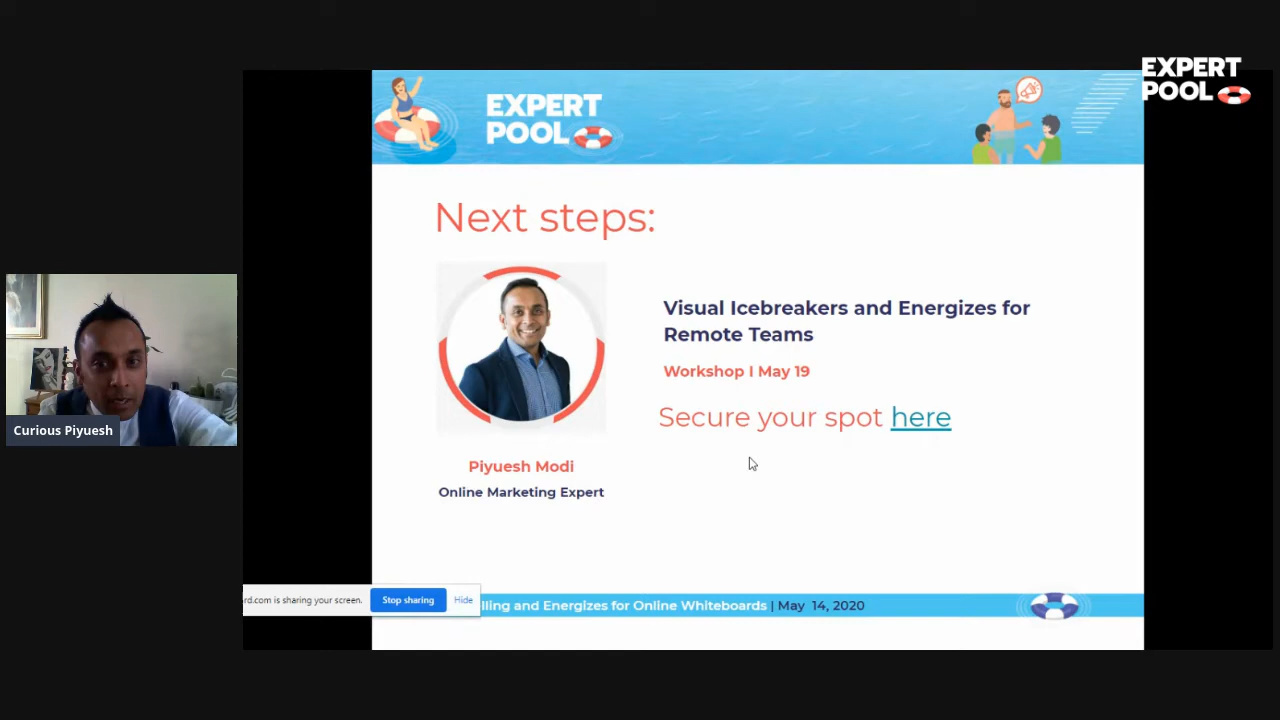 EXPERT
POOL
EXPERT
POOL
Next steps:
Visual Icebreakers and Energizes for
Remote Teams
Workshop I May 19
Secure your spot here
Curious Piyuesh
Piyuesh Modi
Online Marketing Expert
rd.com is sharing your screen.
Stop sharing
Hide
lling and Energizes for Online Whiteboards | May 14, 2020